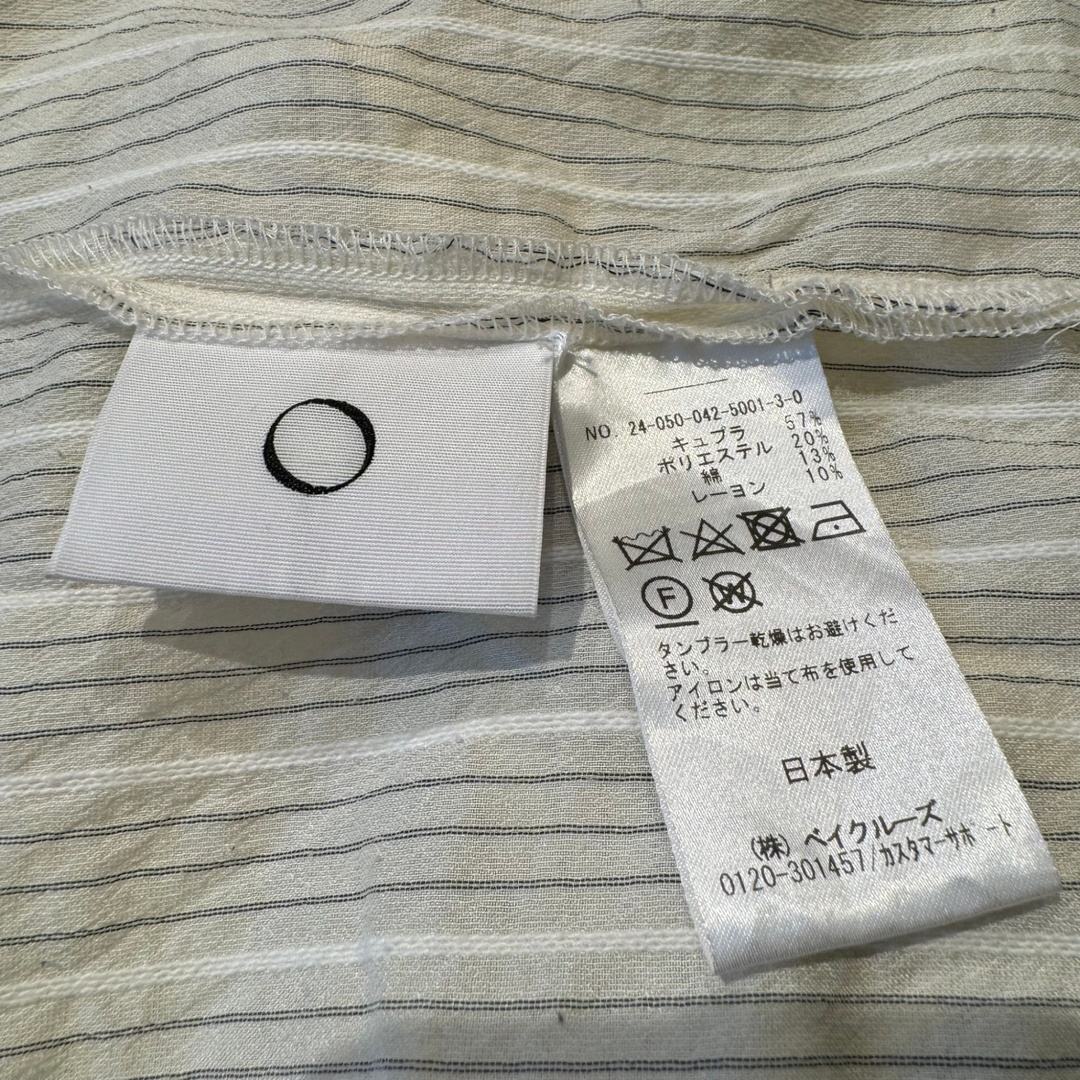 O
NO. 24-050-042-5001-3-0
キュプラ 57%
ポリエステル 20%
綿 13%
レーヨン 10%
F
W
タンブラー乾燥はお避けくだ
さい。
アイロンは当て布を使用して
ください。
日本製
(株) ベイクルーズ
0120-301457/カスタマーサポート